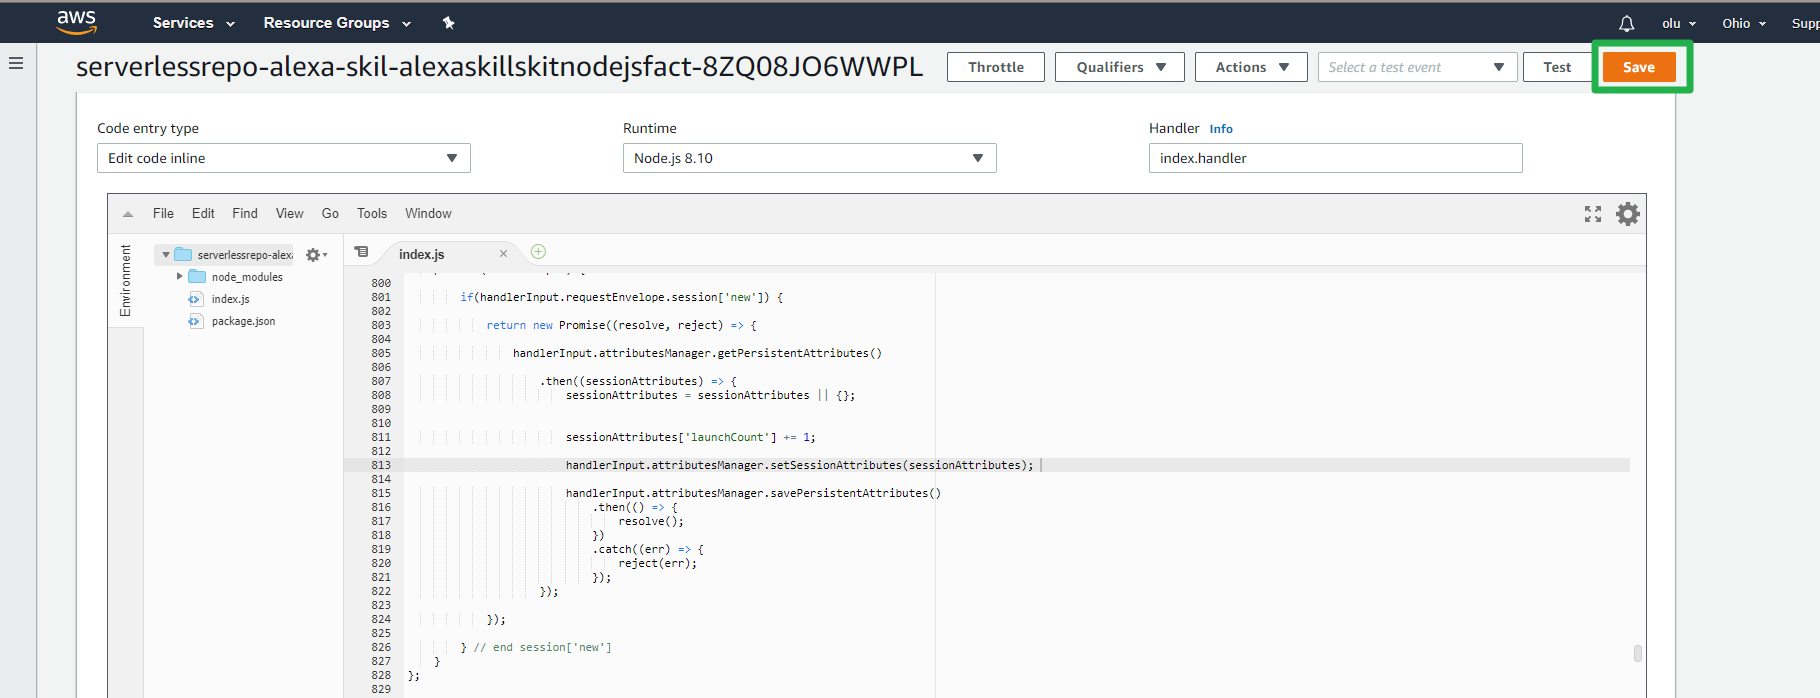 aws Services Resource Groups olu Ohio Supp
serverlessrepo-alexa-skil-alexaskillskitnodejsfact-8ZQ08JO6WWPL Throttle Qualifiers Actions Select a test event Test Save
Code entry type Runtime Handler Info
Edit code inline Node.js 8.10 index.handler
File Edit Find View Go Tools Window
Environment
serverlessrepo-alexa
node_modules
index.js
package.json
index.js
800
801 if(handlerInput.requestEnvelope.session['new']) {
802
803 return new Promise((resolve, reject) => {
804
805 handlerInput.attributesManager.getPersistentAttributes()
806
807 .then((sessionAttributes) => {
808 sessionAttributes = sessionAttributes || {};
809
810
811 sessionAttributes['launchCount'] += 1;
812
813 handlerInput.attributesManager.setSessionAttributes(sessionAttributes);
814
815 handlerInput.attributesManager.savePersistentAttributes()
816 .then(() => {
817 resolve();
818 })
819 .catch((err) => {
820 reject(err);
821 });
822 });
823
824 });
825
826 } // end session['new']
827 }
828 };
829